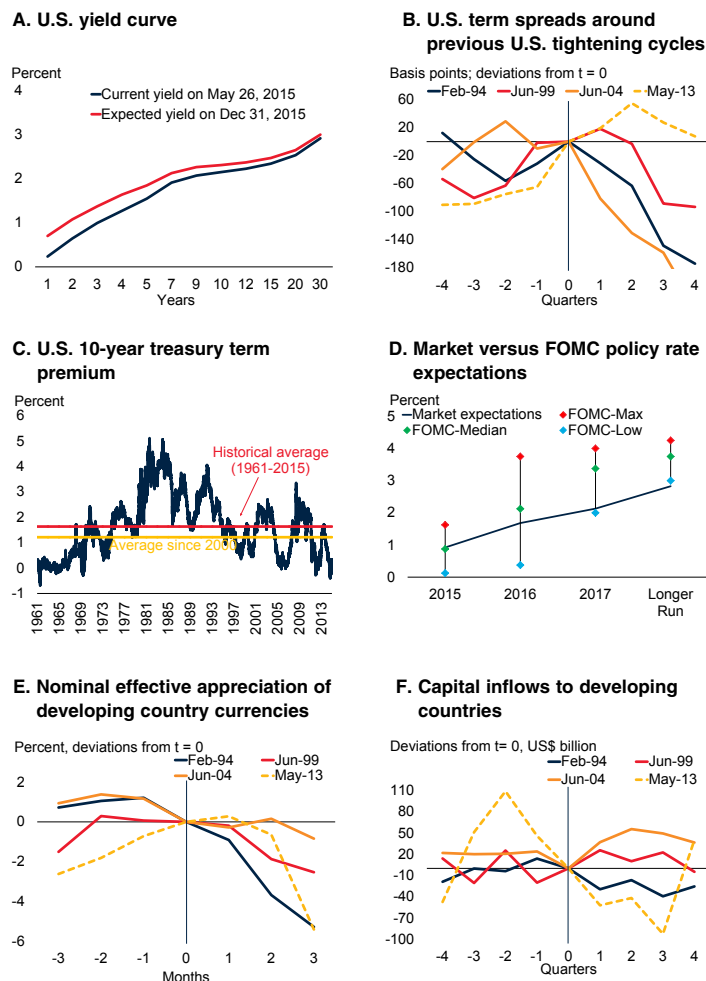 A. U.S. yield curve
Percent
4
Current yield on May 26, 2015
Expected yield on Dec 31, 2015
3
2
1
0
1 2 3 4 5 7 9 10 12 15 20 30
Years
B. U.S. term spreads around
previous U.S. tightening cycles
Basis points; deviations from t = 0
Feb-94 Jun-99 Jun-04 May-13
60
20
-20
-60
-100
-140
-180
-4 -3 -2 -1 0 1 2 3 4
Quarters
C. U.S. 10-year treasury term
premium
Percent
6
5
4
3
2
1
0
-1
Historical average
(1961-2015)
Average since 2000
1961 1965 1969 1973 1977 1981 1985 1989 1993 1997 2001 2005 2009 2013
D. Market versus FOMC policy rate
expectations
Percent
5
Market expectations FOMC-Max
FOMC-Median FOMC-Low
4
3
2
1
0
2015 2016 2017 Longer
Run
E. Nominal effective appreciation of
developing country currencies
Percent, deviations from t = 0
Feb-94 Jun-99
Jun-04 May-13
2
0
-2
-4
-6
-3 -2 -1 0 1 2 3
Months
F. Capital inflows to developing
countries
Deviations from t= 0, US$ billion
Feb-94 Jun-99
Jun-04 May-13
110
80
50
20
-10
-40
-70
-100
-4 -3 -2 -1 0 1 2 3 4
Quarters